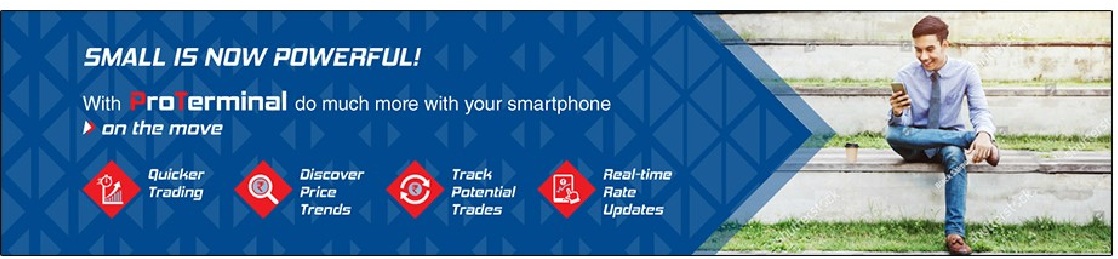 SMALL IS NOW POWERFUL!
With ProTerminal do much more with your smartphone
on the move
Quicker
Trading
Discover
Price
Trends
Track
Potential
Trades
Real-time
Rate
Updates